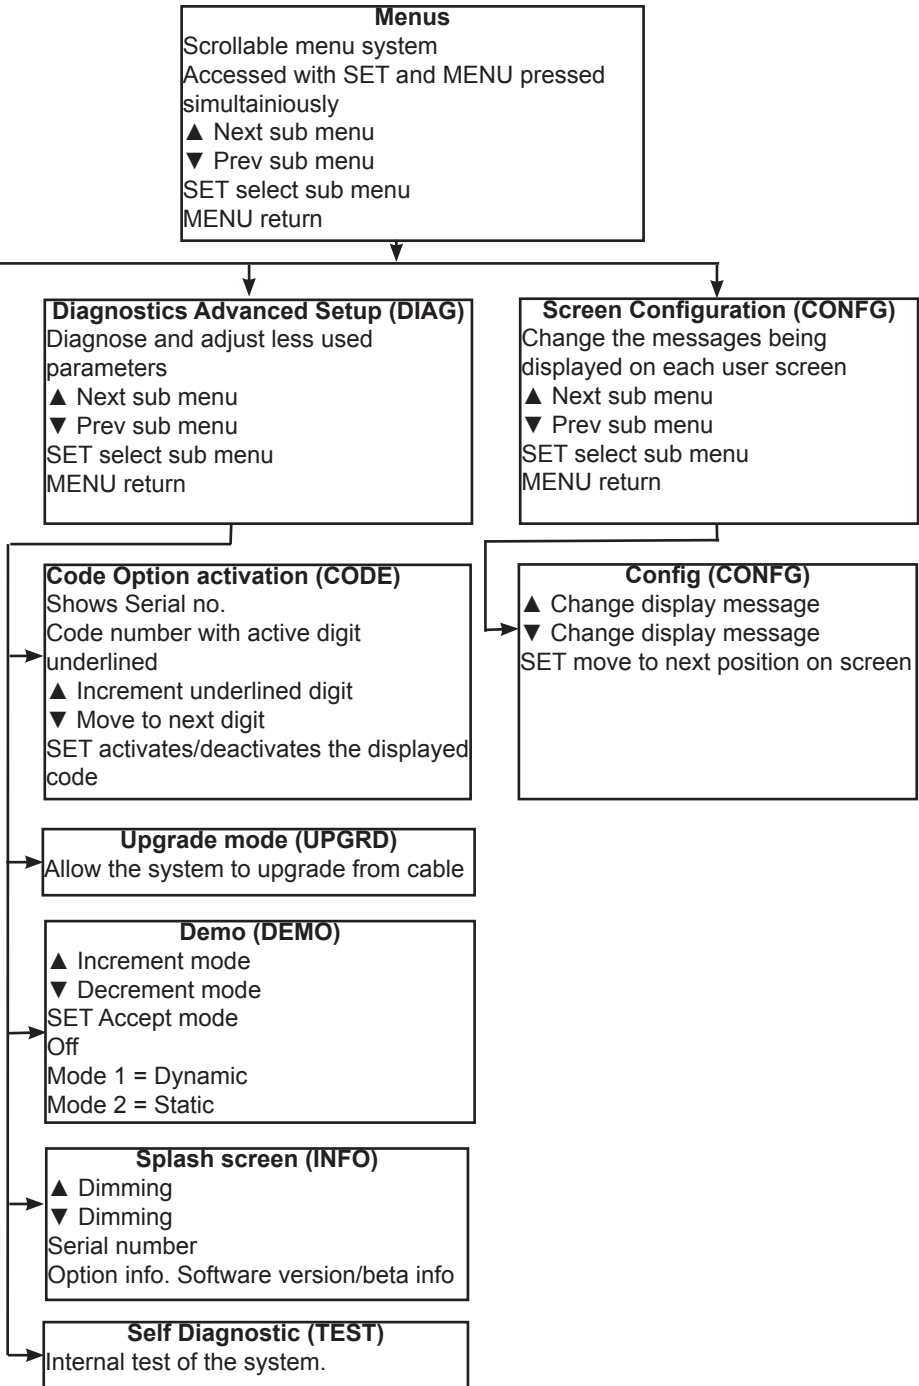 Menus
Scrollable menu system
Accessed with SET and MENU pressed
simultainiously
▲ Next sub menu
▼ Prev sub menu
SET select sub menu
MENU return
Diagnostics Advanced Setup (DIAG)
Diagnose and adjust less used
parameters
▲ Next sub menu
▼ Prev sub menu
SET select sub menu
MENU return
Screen Configuration (CONFG)
Change the messages being
displayed on each user screen
▲ Next sub menu
▼ Prev sub menu
SET select sub menu
MENU return
Code Option activation (CODE)
Shows Serial no.
Code number with active digit
underlined
▲ Increment underlined digit
▼ Move to next digit
SET activates/deactivates the displayed
code
Config (CONFG)
▲ Change display message
▼ Change display message
SET move to next position on screen
Upgrade mode (UPGRD)
Allow the system to upgrade from cable
Demo (DEMO)
▲ Increment mode
▼ Decrement mode
SET Accept mode
Off
Mode 1 = Dynamic
Mode 2 = Static
Splash screen (INFO)
▲ Dimming
▼ Dimming
Serial number
Option info. Software version/beta info
Self Diagnostic (TEST)
Internal test of the system.